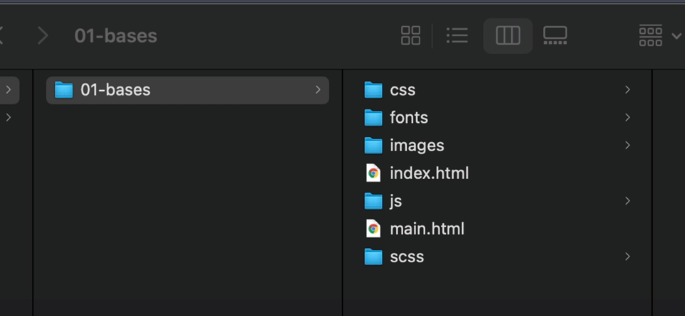 01-bases
01-bases
css
fonts
images
index.html
js
main.html
scss